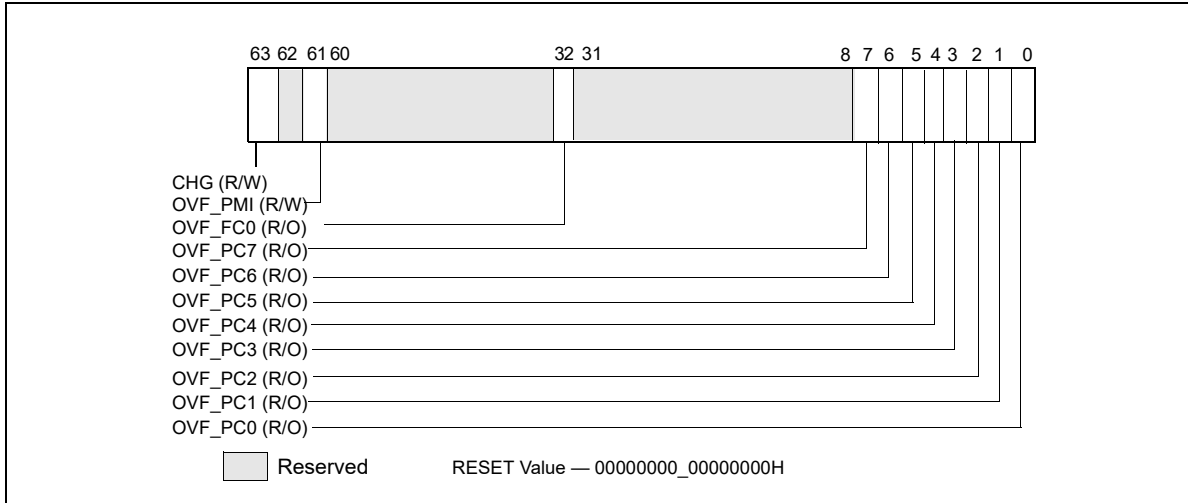 63 62 61 60 32 31 8 7 6 5 4 3 2 1 0
CHG (R/W)
OVF_PMI (R/W)
OVF_FC0 (R/O)
OVF_PC7 (R/O)
OVF_PC6 (R/O)
OVF_PC5 (R/O)
OVF_PC4 (R/O)
OVF_PC3 (R/O)
OVF_PC2 (R/O)
OVF_PC1 (R/O)
OVF_PC0 (R/O)
Reserved RESET Value — 00000000_00000000H